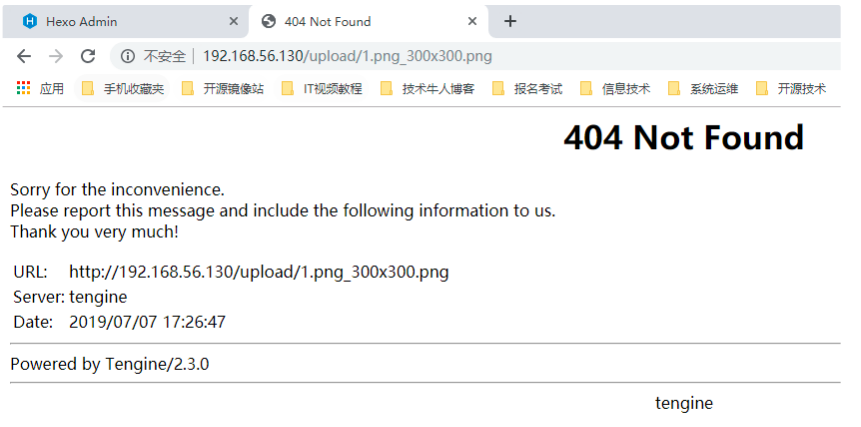 Hexo Admin
404 Not Found
不安全 192.168.56.130/upload/1.png_300x300.png
应用 手机收藏夹 开源镜像站 IT视频教程 技术牛人博客 报名考试 信息技术 系统运维 开源技术
404 Not Found
Sorry for the inconvenience.
Please report this message and include the following information to us.
Thank you very much!
URL: http://192.168.56.130/upload/1.png_300x300.png
Server: tengine
Date: 2019/07/07 17:26:47
Powered by Tengine/2.3.0
tengine